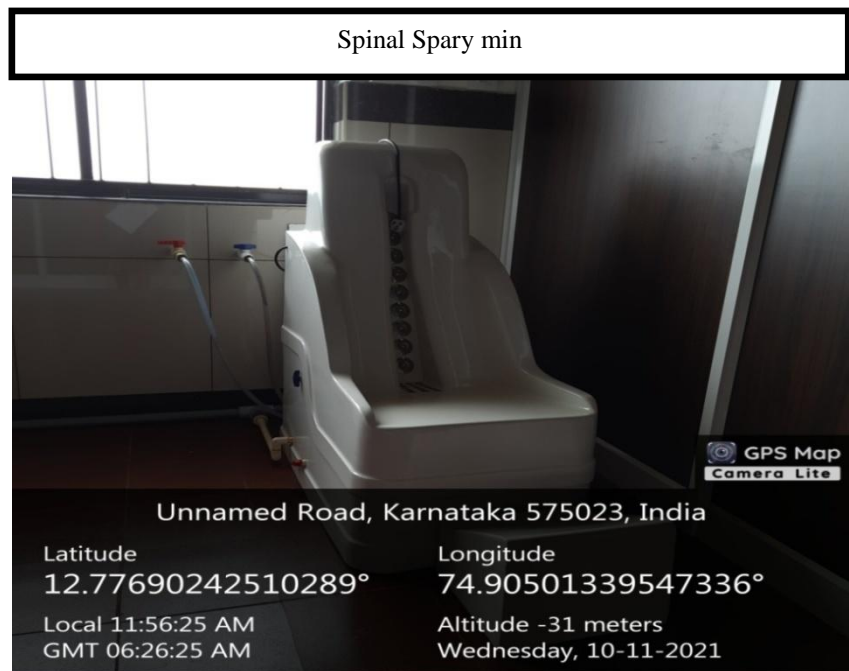 Spinal Spary min
GPS Map
Camera Lite
Unnamed Road, Karnataka 575023, India
Latitude
12.77690242510289°
Longitude
74.90501339547336°
Local 11:56:25 AM
GMT 06:26:25 AM
Altitude -31 meters
Wednesday, 10-11-2021